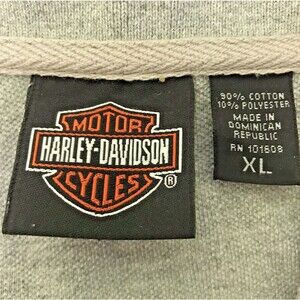 MOTOR
HARLEY-DAVIDSON
CYCLES
®
90% COTTON
10% POLYESTER
MADE IN
DOMINICAN
REPUBLIC
RN 101608
XL